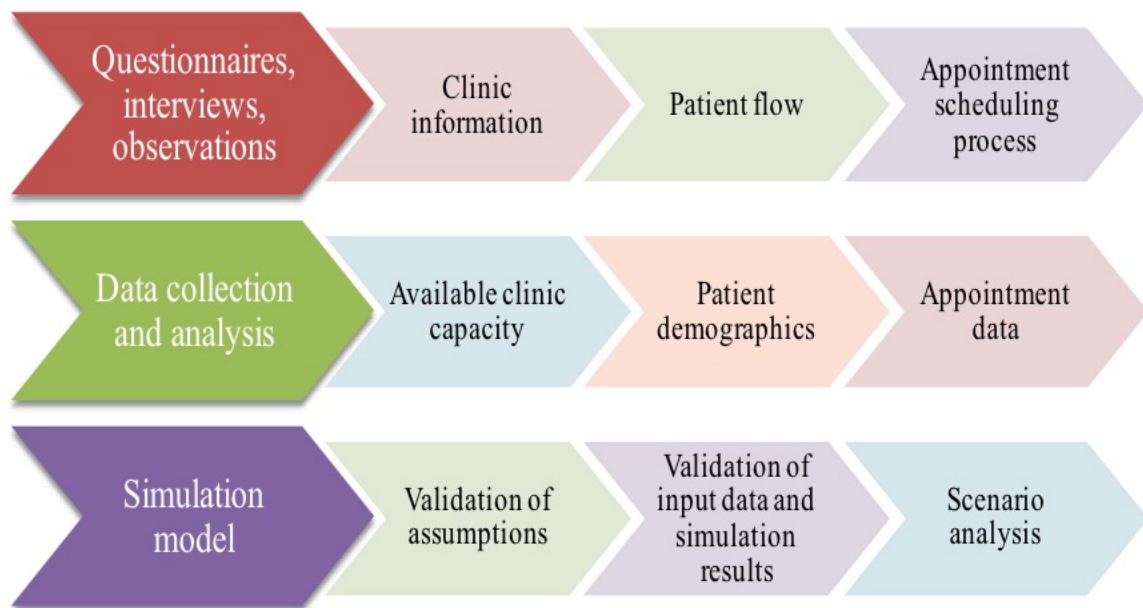 Questionnaires,
interviews,
observations
Clinic
information
Patient flow
Appointment
scheduling
process
Data collection
and analysis
Available clinic
capacity
Patient
demographics
Appointment
data
Simulation
model
Validation of
assumptions
Validation of
input data and
simulation
results
Scenario
analysis